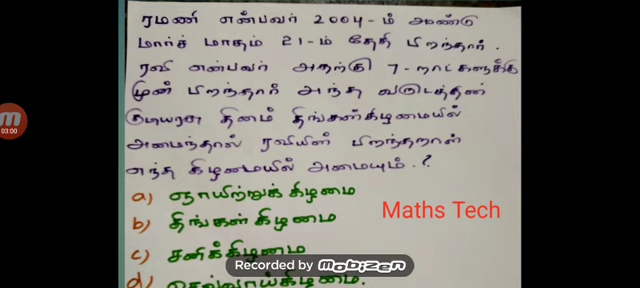 ரமணி என்பவர் 2004-ம் ஆண்டு
மார்ச் மாதம் 21-ம் தேதி பிறந்தார்.
ரவி என்பவர் அதற்கு 7-நாட்களுக்கு
முன் பிறந்தார் அந்த வருடத்தின்
குடியரசு தினம் திங்கள்கிழமையில்
அமைந்தால் ரவியின் பிறந்தநாள்
எந்த கிழமையில் அமையும்.?
a) ஞாயிற்றுக் கிழமை
b) திங்கள் கிழமை
Maths Tech
c) சனிக்கிழமை
d) செவ்வாய்கிழமை.
03:00
Recorded by MOBIZEN